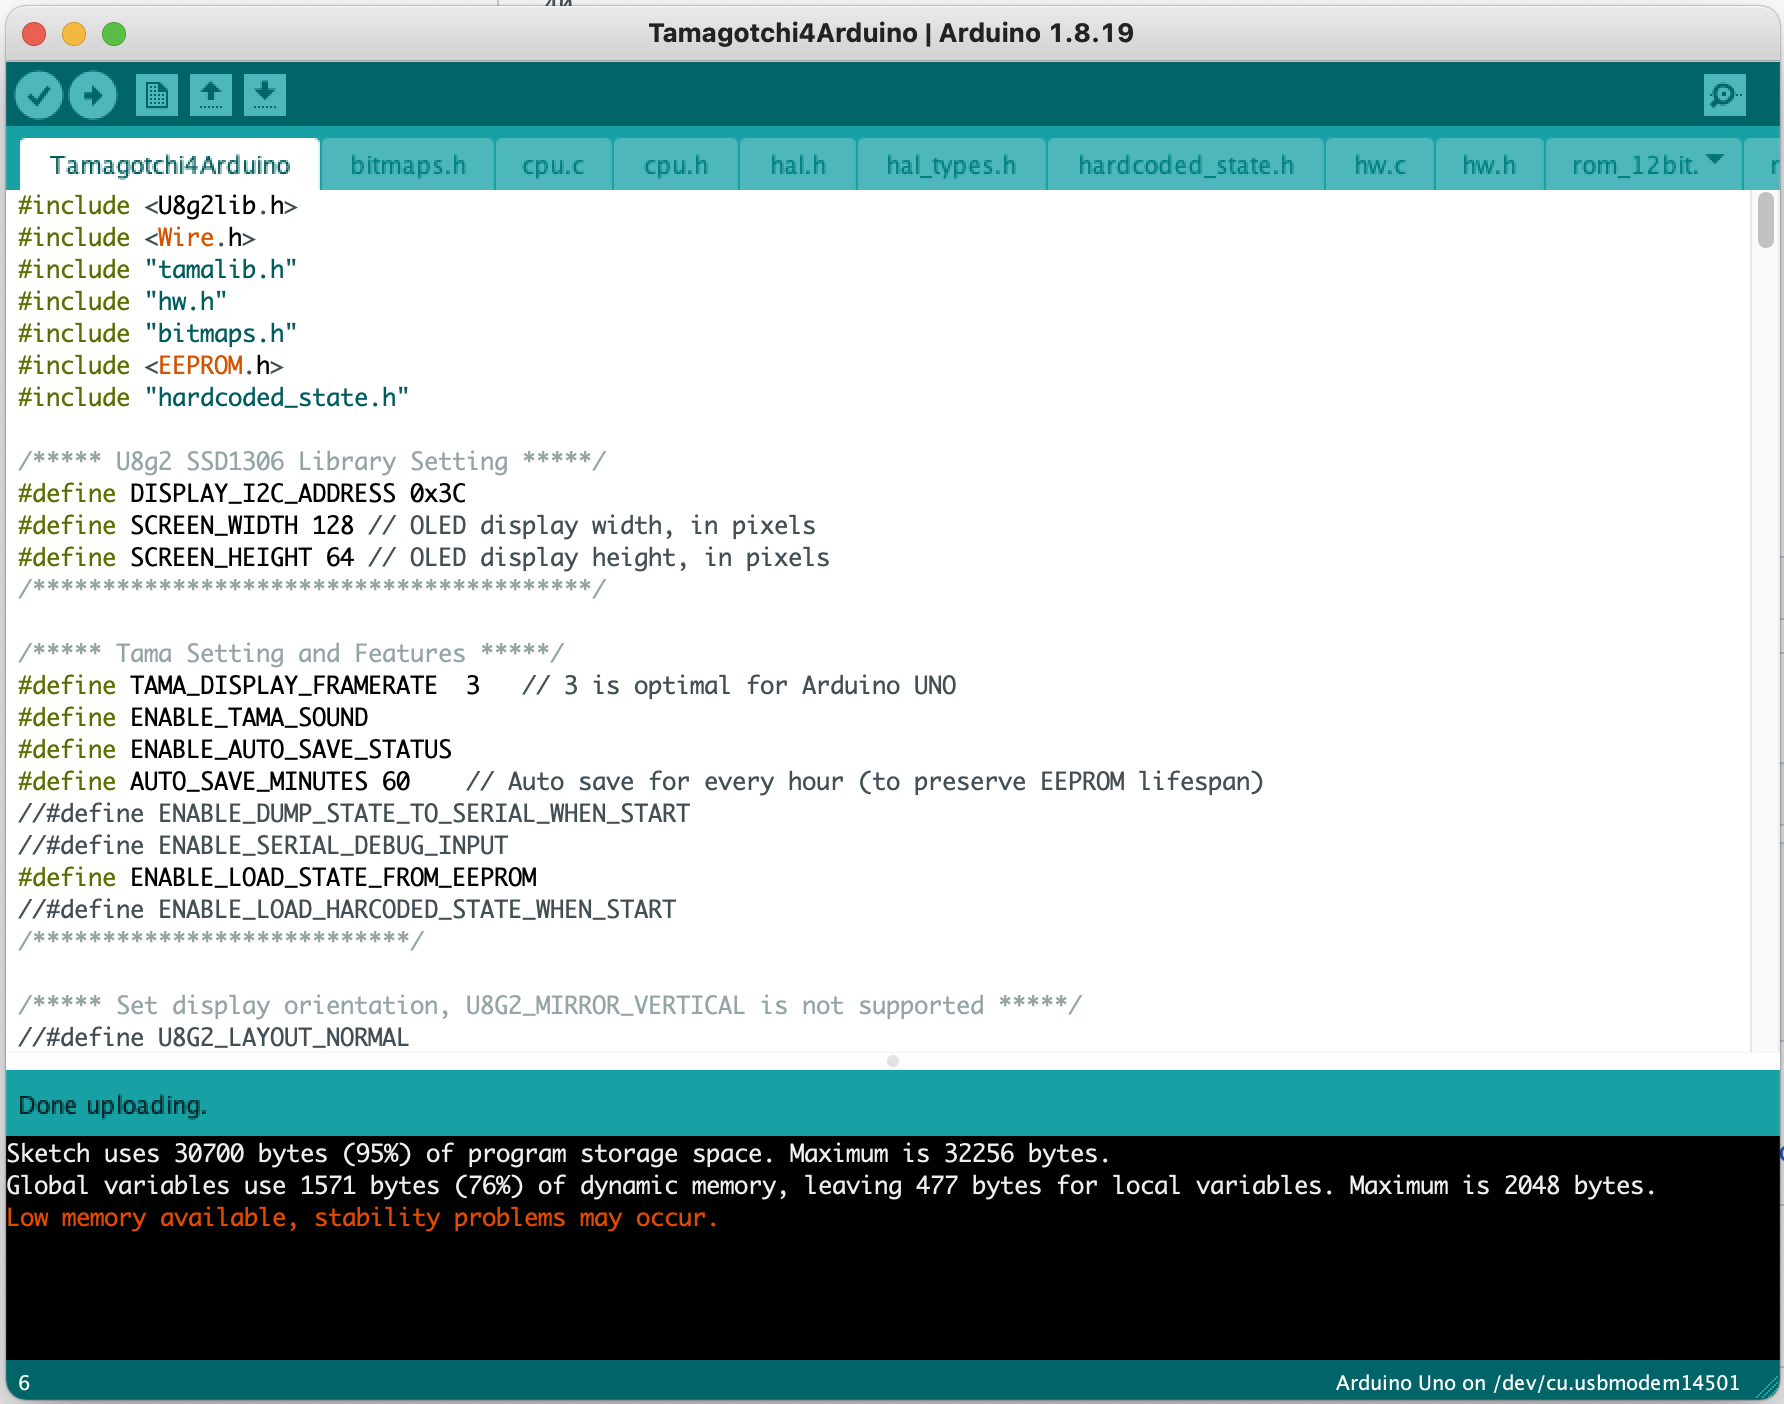 Tamagotchi4Arduino | Arduino 1.8.19
Tamagotchi4Arduino bitmaps.h cpu.c cpu.h hal.h hal_types.h hardcoded_state.h hw.c hw.h rom_12bit.
#include <U8g2lib.h>
#include <Wire.h>
#include "tamalib.h"
#include "hw.h"
#include "bitmaps.h"
#include <EEPROM.h>
#include "hardcoded_state.h"
/***** U8g2 SSD1306 Library Setting *****/
#define DISPLAY_I2C_ADDRESS 0x3C
#define SCREEN_WIDTH 128 // OLED display width, in pixels
#define SCREEN_HEIGHT 64 // OLED display height, in pixels
/****************************************/
/***** Tama Setting and Features *****/
#define TAMA_DISPLAY_FRAMERATE  3   // 3 is optimal for Arduino UNO
#define ENABLE_TAMA_SOUND
#define ENABLE_AUTO_SAVE_STATUS
#define AUTO_SAVE_MINUTES 60    // Auto save for every hour (to preserve EEPROM lifespan)
//#define ENABLE_DUMP_STATE_TO_SERIAL_WHEN_START
//#define ENABLE_SERIAL_DEBUG_INPUT
#define ENABLE_LOAD_STATE_FROM_EEPROM
//#define ENABLE_LOAD_HARCODED_STATE_WHEN_START
/***************************/
/***** Set display orientation, U8G2_MIRROR_VERTICAL is not supported *****/
//#define U8G2_LAYOUT_NORMAL
Done uploading.
Sketch uses 30700 bytes (95%) of program storage space. Maximum is 32256 bytes.
Global variables use 1571 bytes (76%) of dynamic memory, leaving 477 bytes for local variables. Maximum is 2048 bytes.
Low memory available, stability problems may occur.
6 Arduino Uno on /dev/cu.usbmodem14501